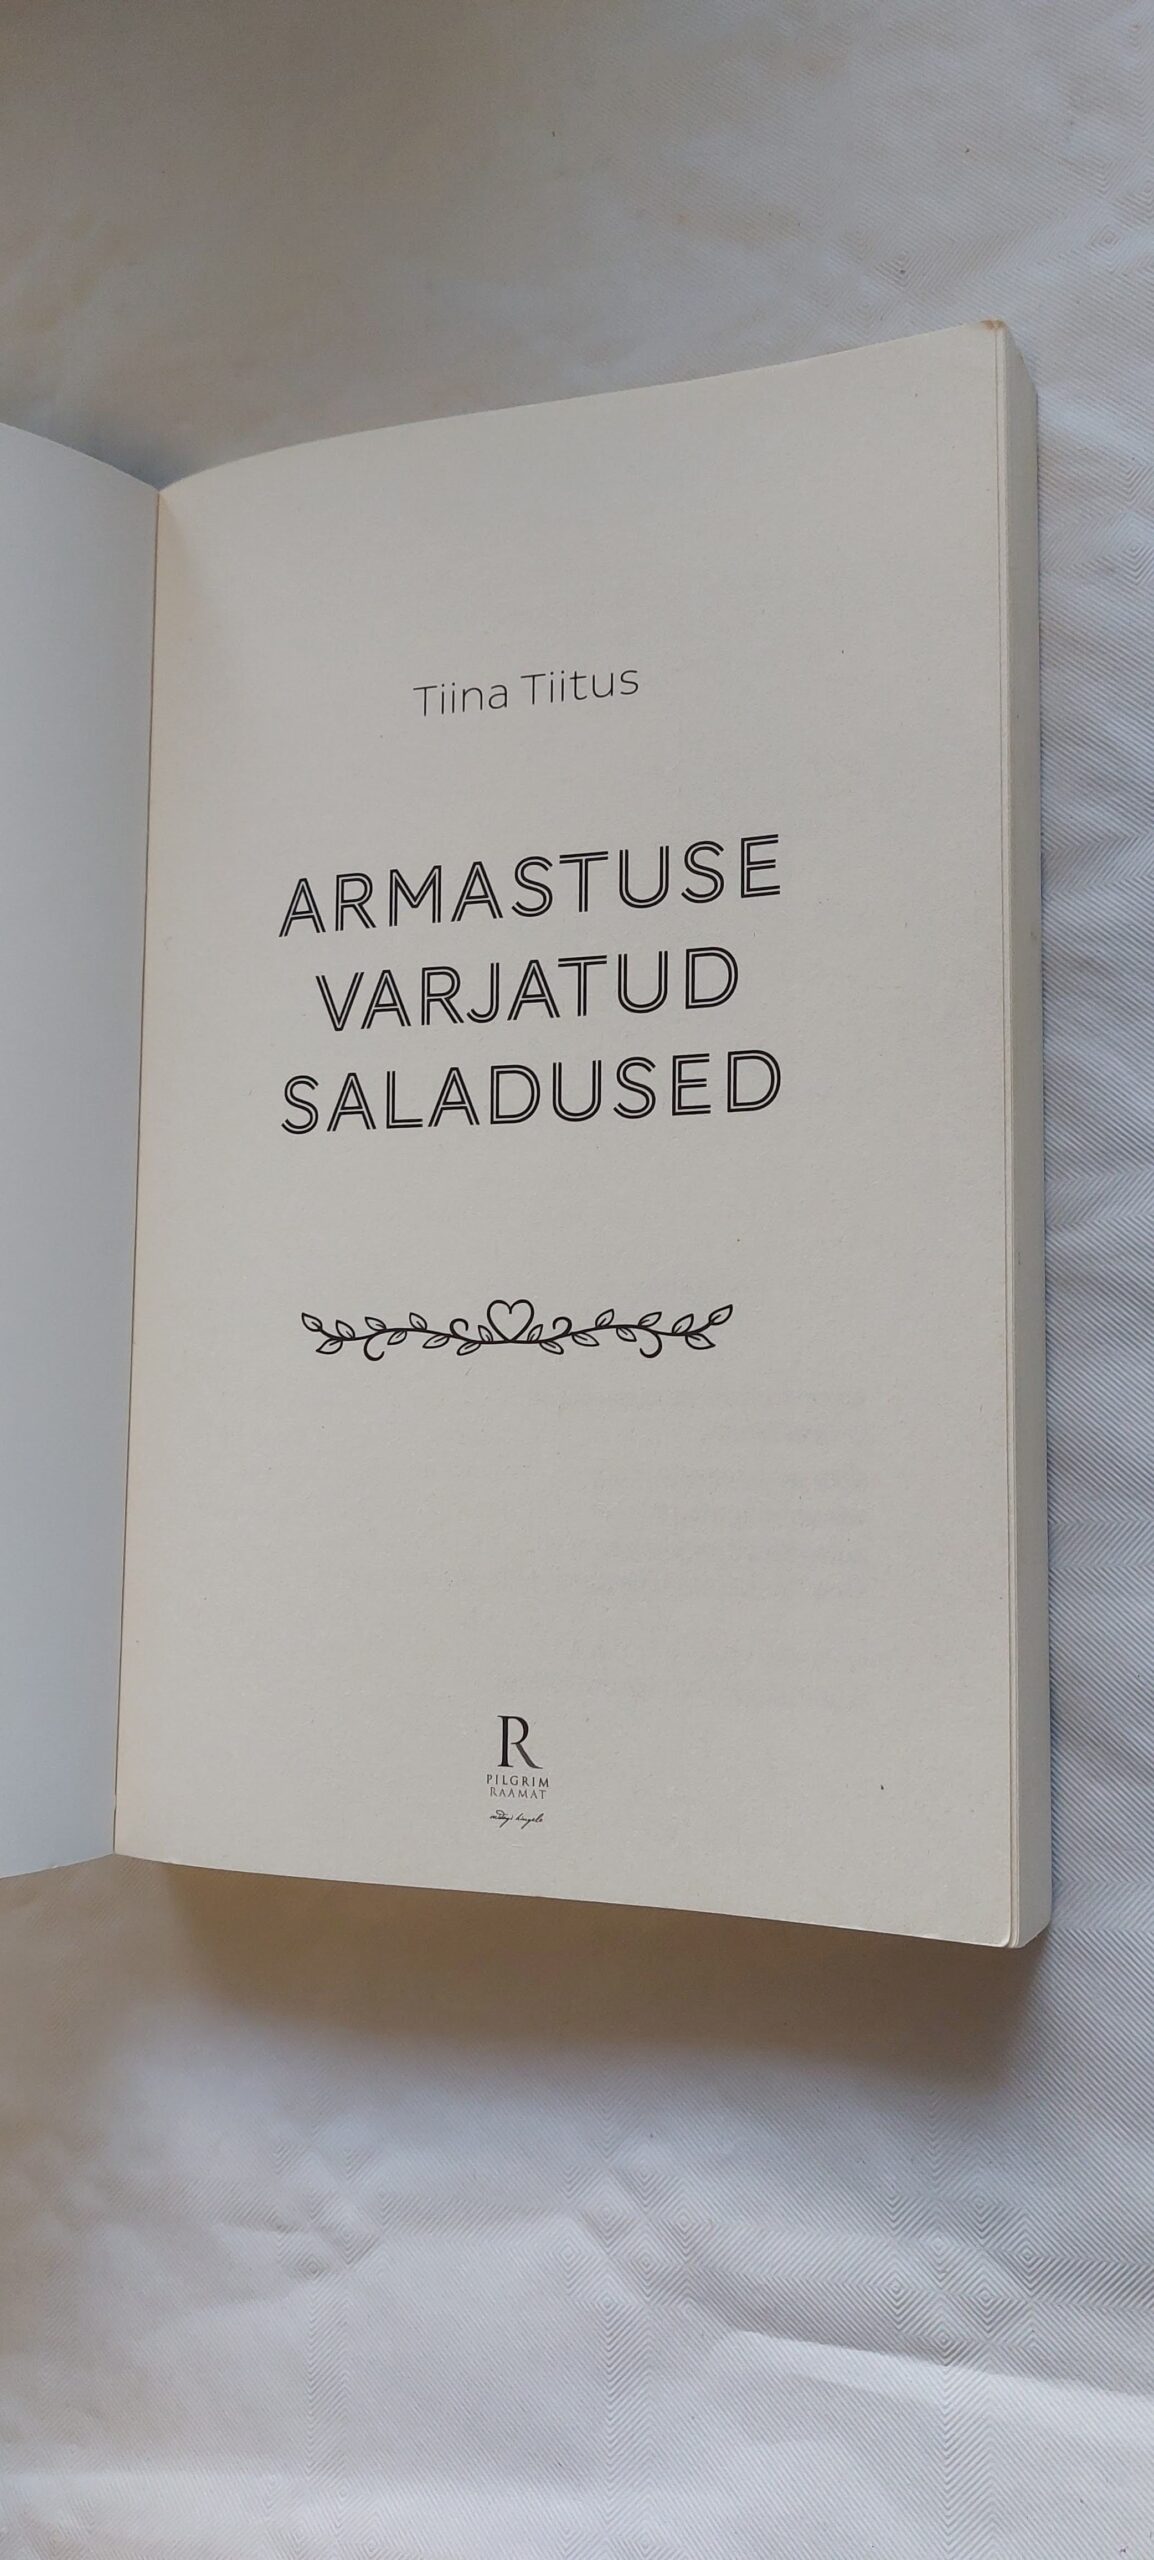 Tiina Tiitus
ARMASTUSE
VARJATUD
SALADUSED
R
PILGRIM
RAAMAT